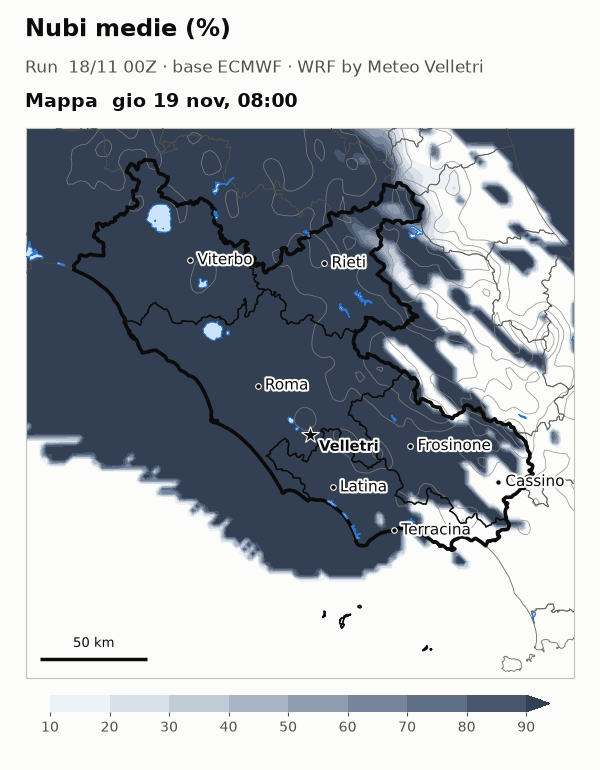 Nubi medie (%)
Run 18/11 00Z · base ECMWF · WRF by Meteo Velletri
Mappa gio 19 nov, 08:00
Viterbo
Rieti
Roma
Velletri
Frosinone
Latina
Cassino
Terracina
50 km
10 20 30 40 50 60 70 80 90